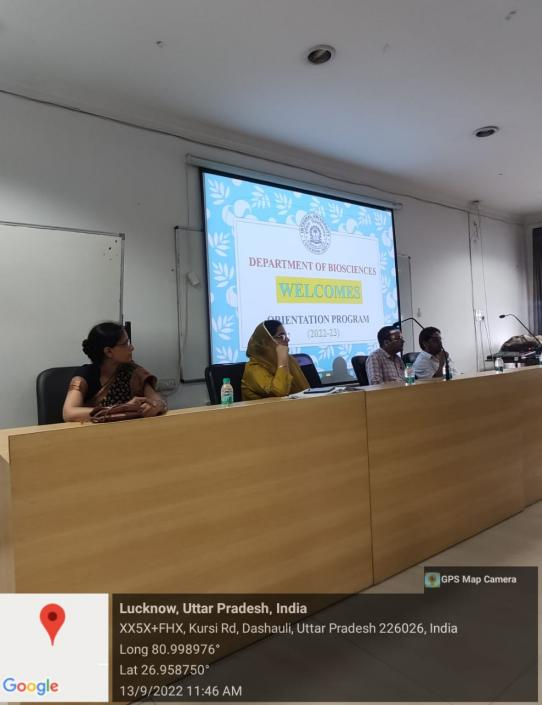 DEPARTMENT OF BIOSCIENCES
WELCOMES
ORIENTATION PROGRAM
(2022-23)
GPS Map Camera
Lucknow, Uttar Pradesh, India
XX5X+FHX, Kursi Rd, Dashauli, Uttar Pradesh 226026, India
Long 80.998976°
Lat 26.958750°
13/9/2022 11:46 AM
Google